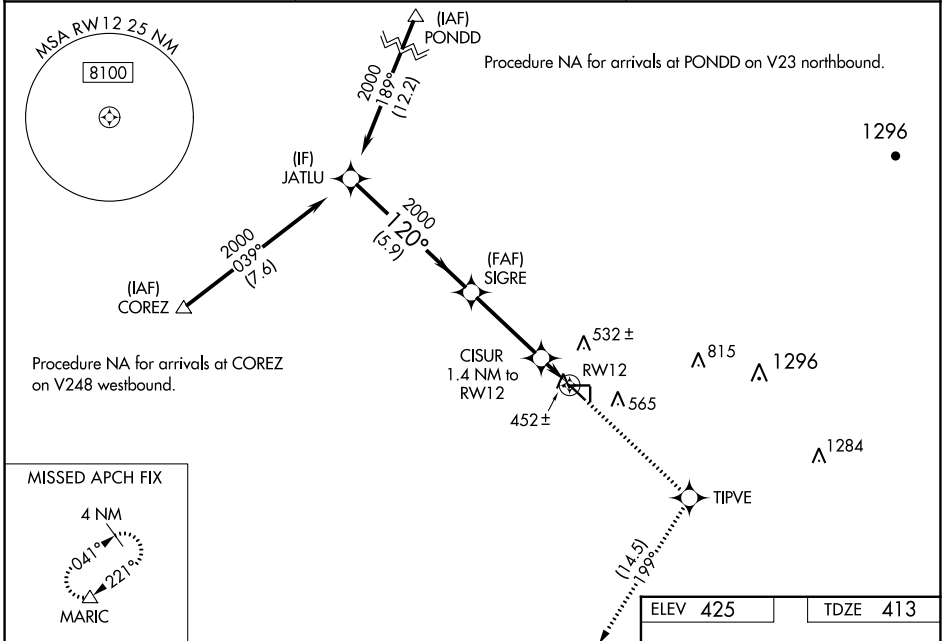 MSA RW12 25 NM
8100
(IAF)
PONDD
2000
189°
(12.2)
Procedure NA for arrivals at PONDD on V23 northbound.
1296
(IF)
JATLU
2000
120°
(5.9)
2000
039°
(7.6)
(IAF)
COREZ
(FAF)
SIGRE
Procedure NA for arrivals at COREZ
on V248 westbound.
CISUR
1.4 NM to
RW12
532 ±
RW12
815
1296
452 ±
565
1284
MISSED APCH FIX
4 NM
041°
221°
MARIC
TIPVE
(14.5)
199°
ELEV 425
TDZE 413